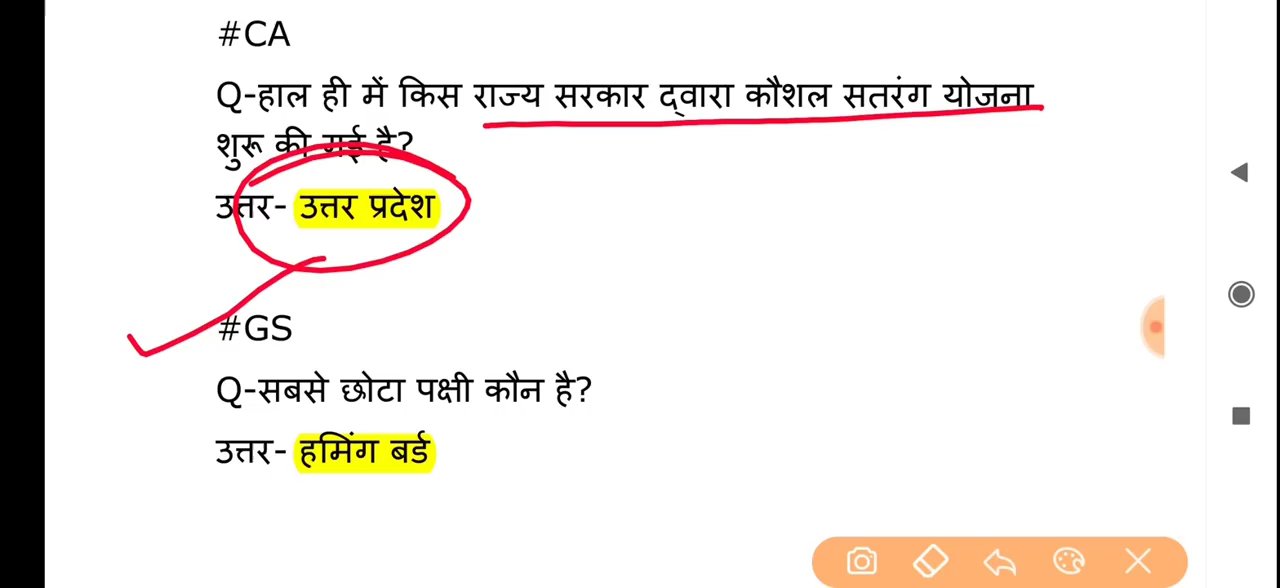 #CA
Q-हाल ही में किस राज्य सरकार द्वारा कौशल सतरंग योजना
शुरू की गई है?
उत्तर- उत्तर प्रदेश
#GS
Q-सबसे छोटा पक्षी कौन है?
उत्तर- हमिंग बर्ड